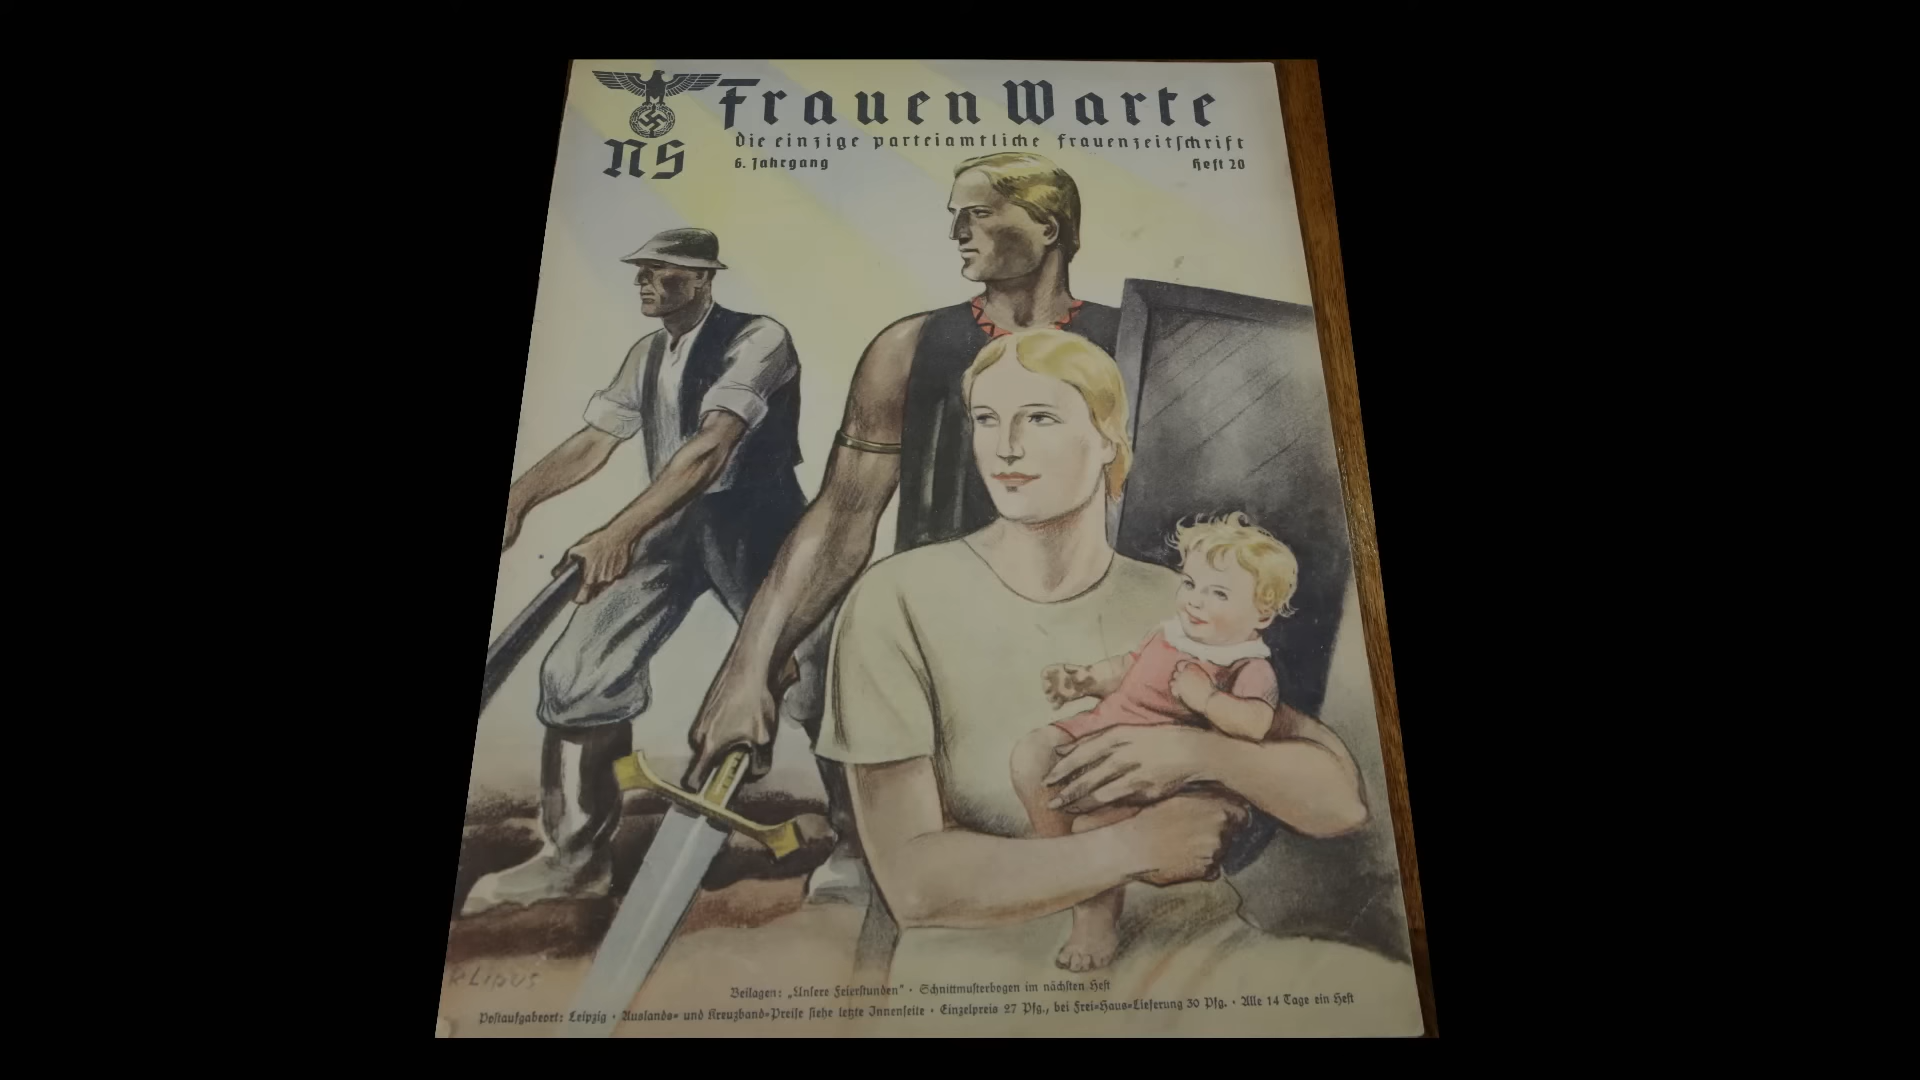 NS Frauen Warte
Die einzige parteiamtliche Frauenzeitschrift
6. Jahrgang Heft 20
K Lipus
Beilagen: „Unsere Feierstunden“ · Schnittmusterbogen im nächsten Heft
Postaufgabeort: Leipzig · Auslands= und Kreuzband=Preise siehe letzte Innenseite · Einzelpreis 27 Pfg., bei Frei=Haus=Lieferung 30 Pfg. · Alle 14 Tage ein Heft